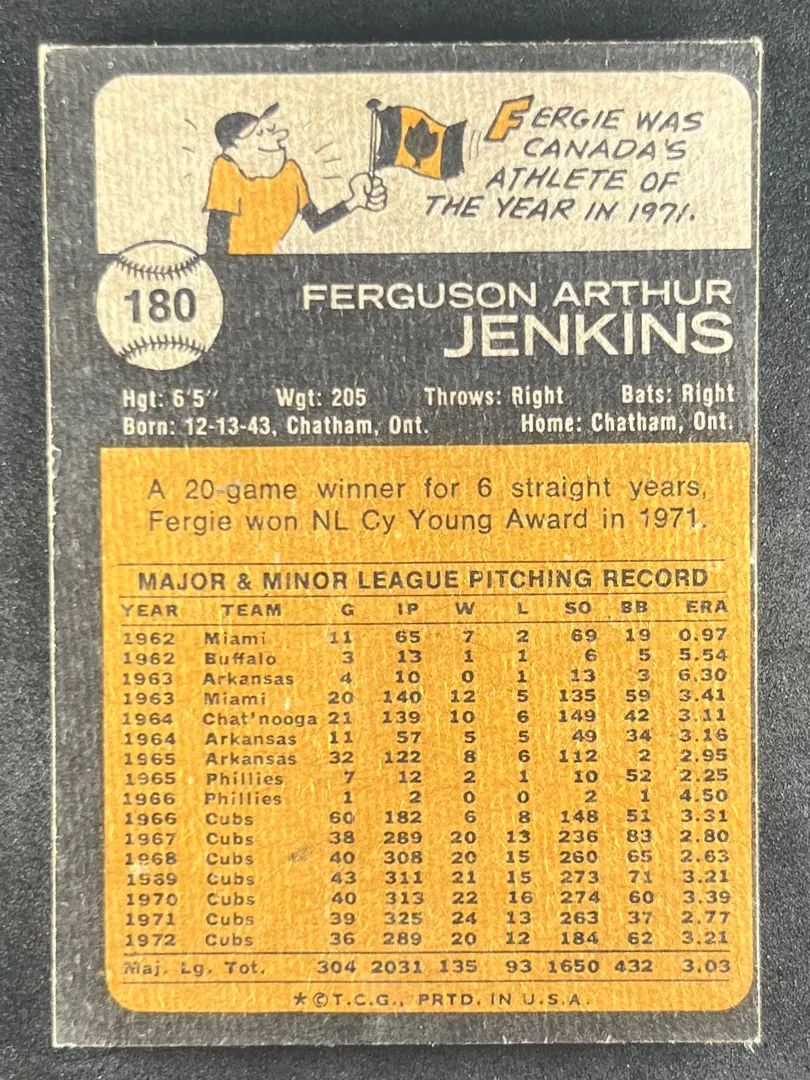 FERGIE WAS
CANADA'S
ATHLETE OF
THE YEAR IN 1971.
180
FERGUSON ARTHUR
JENKINS
Hgt: 6'5" Wgt: 205 Throws: Right Bats: Right
Born: 12-13-43, Chatham, Ont. Home: Chatham, Ont.
A 20-game winner for 6 straight years,
Fergie won NL Cy Young Award in 1971.
MAJOR & MINOR LEAGUE PITCHING RECORD
YEAR TEAM G IP W L SO BB ERA
1962 Miami 11 65 7 2 69 19 0.97
1962 Buffalo 3 13 1 1 6 5 5.54
1963 Arkansas 4 10 0 1 13 3 6.30
1963 Miami 20 140 12 5 135 59 3.41
1964 Chat'nooga 21 139 10 6 149 42 3.11
1964 Arkansas 11 57 5 5 49 34 3.16
1965 Arkansas 32 122 8 6 112 2 2.95
1965 Phillies 7 12 2 1 10 52 2.25
1966 Phillies 1 2 0 0 2 1 4.50
1966 Cubs 60 182 6 8 148 51 3.31
1967 Cubs 38 289 20 13 236 83 2.80
1968 Cubs 40 308 20 15 260 65 2.63
1969 Cubs 43 311 21 15 273 71 3.21
1970 Cubs 40 313 22 16 274 60 3.39
1971 Cubs 39 325 24 13 263 37 2.77
1972 Cubs 36 289 20 12 184 62 3.21
Maj. Lg. Tot. 304 2031 135 93 1650 432 3.03
★©T.C.G., PRTD. IN U.S.A.